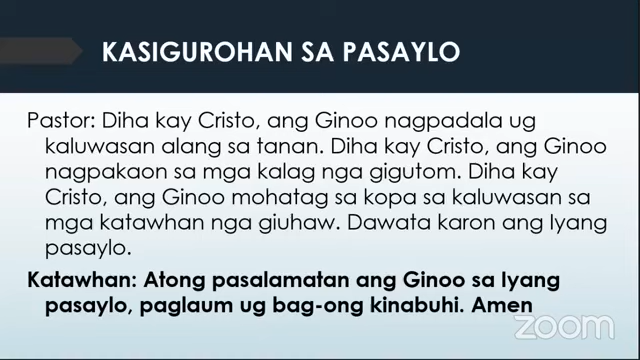 KASIGUROHAN SA PASAYLO
Pastor: Diha kay Cristo, ang Ginoo nagpadala ug
kaluwasan alang sa tanan. Diha kay Cristo, ang Ginoo
nagpakaon sa mga kalag nga gigutom. Diha kay
Cristo, ang Ginoo mohatag sa kopa sa kaluwasan sa
mga katawhan nga giuhaw. Dawata karon ang Iyang
pasaylo.
Katawhan: Atong pasalamatan ang Ginoo sa Iyang
pasaylo, paglaum ug bag-ong kinabuhi. Amen
zoom